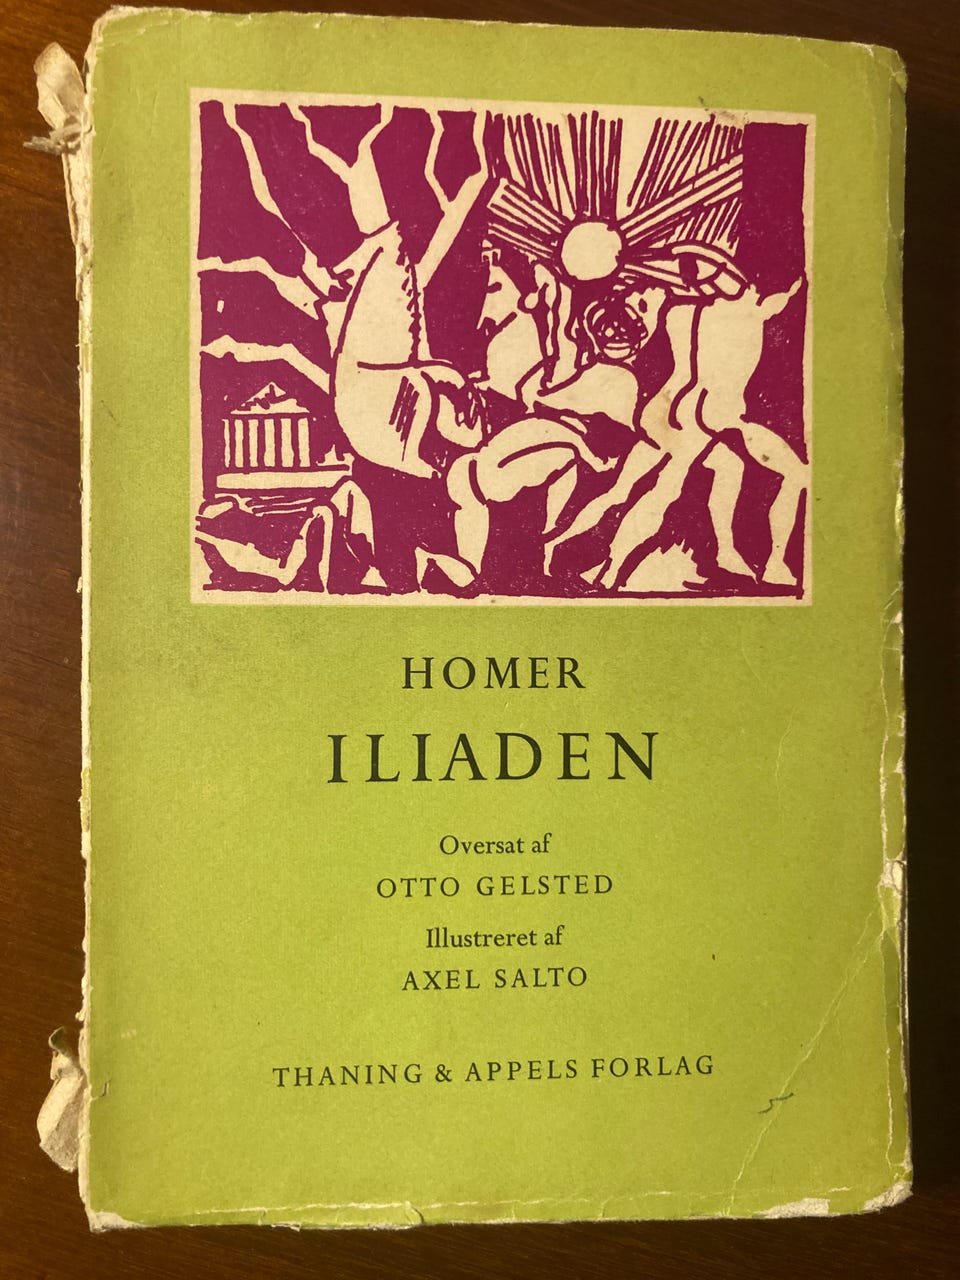 HOMER
ILIADEN
Oversat af
OTTO GELSTED
Illustreret af
AXEL SALTO
THANING & APPELS FORLAG